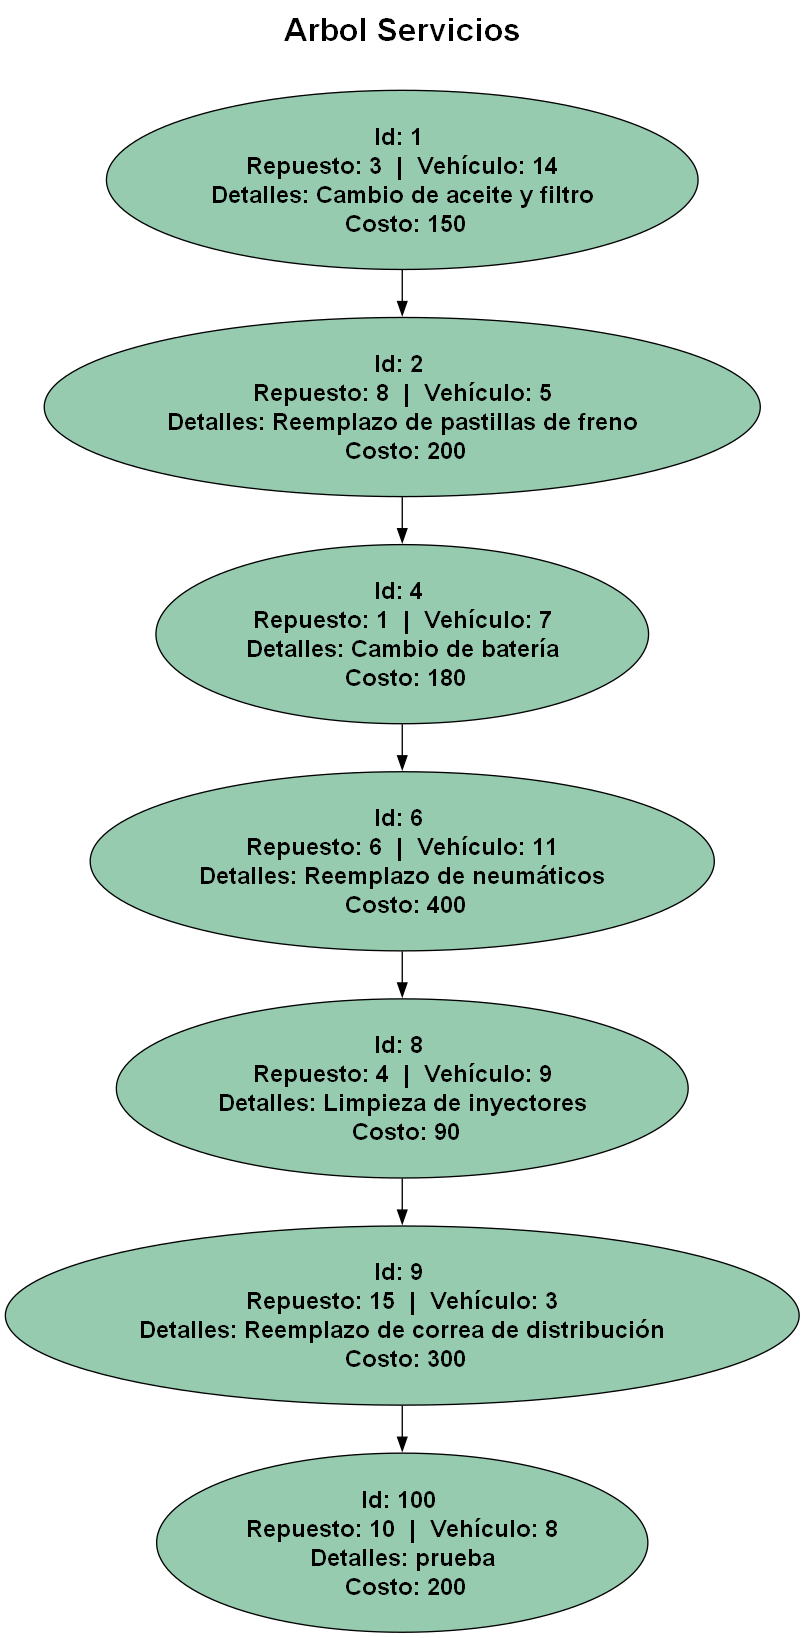 Arbol Servicios
Id: 1
Repuesto: 3 | Vehículo: 14
Detalles: Cambio de aceite y filtro
Costo: 150
Id: 2
Repuesto: 8 | Vehículo: 5
Detalles: Reemplazo de pastillas de freno
Costo: 200
Id: 4
Repuesto: 1 | Vehículo: 7
Detalles: Cambio de batería
Costo: 180
Id: 6
Repuesto: 6 | Vehículo: 11
Detalles: Reemplazo de neumáticos
Costo: 400
Id: 8
Repuesto: 4 | Vehículo: 9
Detalles: Limpieza de inyectores
Costo: 90
Id: 9
Repuesto: 15 | Vehículo: 3
Detalles: Reemplazo de correa de distribución
Costo: 300
Id: 100
Repuesto: 10 | Vehículo: 8
Detalles: prueba
Costo: 200